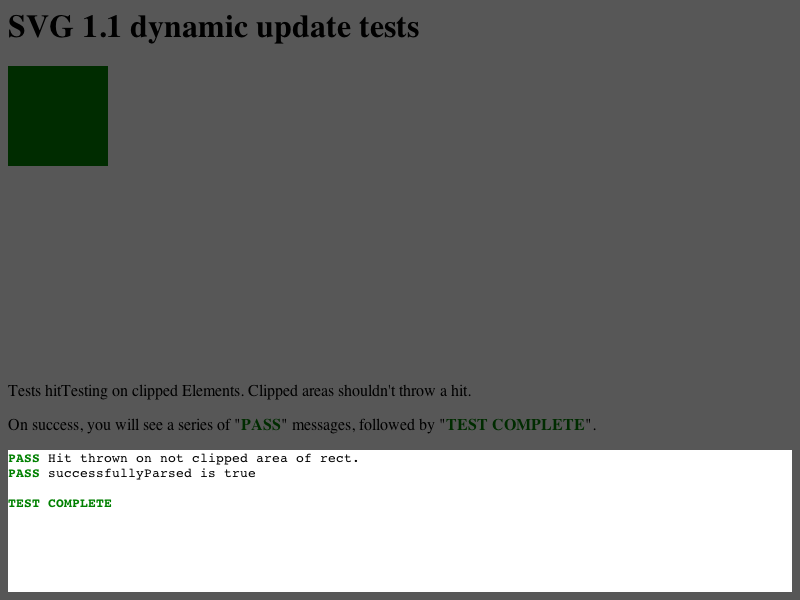 SVG 1.1 dynamic update tests
Tests hitTesting on clipped Elements. Clipped areas shouldn't throw a hit.
On success, you will see a series of "PASS" messages, followed by "TEST COMPLETE".
PASS Hit thrown on not clipped area of rect.
PASS successfullyParsed is true
TEST COMPLETE